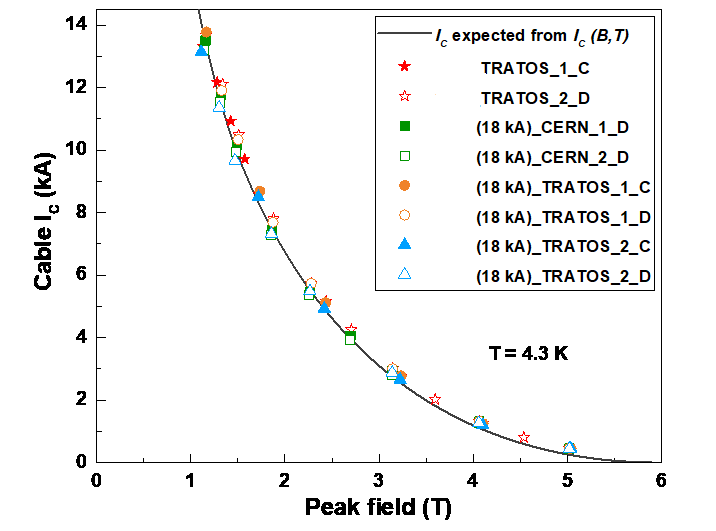 I_C expected from I_C (B,T)
TRATOS_1_C
TRATOS_2_D
(18 kA)_CERN_1_D
(18 kA)_CERN_2_D
(18 kA)_TRATOS_1_C
(18 kA)_TRATOS_1_D
(18 kA)_TRATOS_2_C
(18 kA)_TRATOS_2_D
T = 4.3 K
Cable I_C (kA)
14
12
10
8
6
4
2
0
0 1 2 3 4 5 6
Peak field (T)